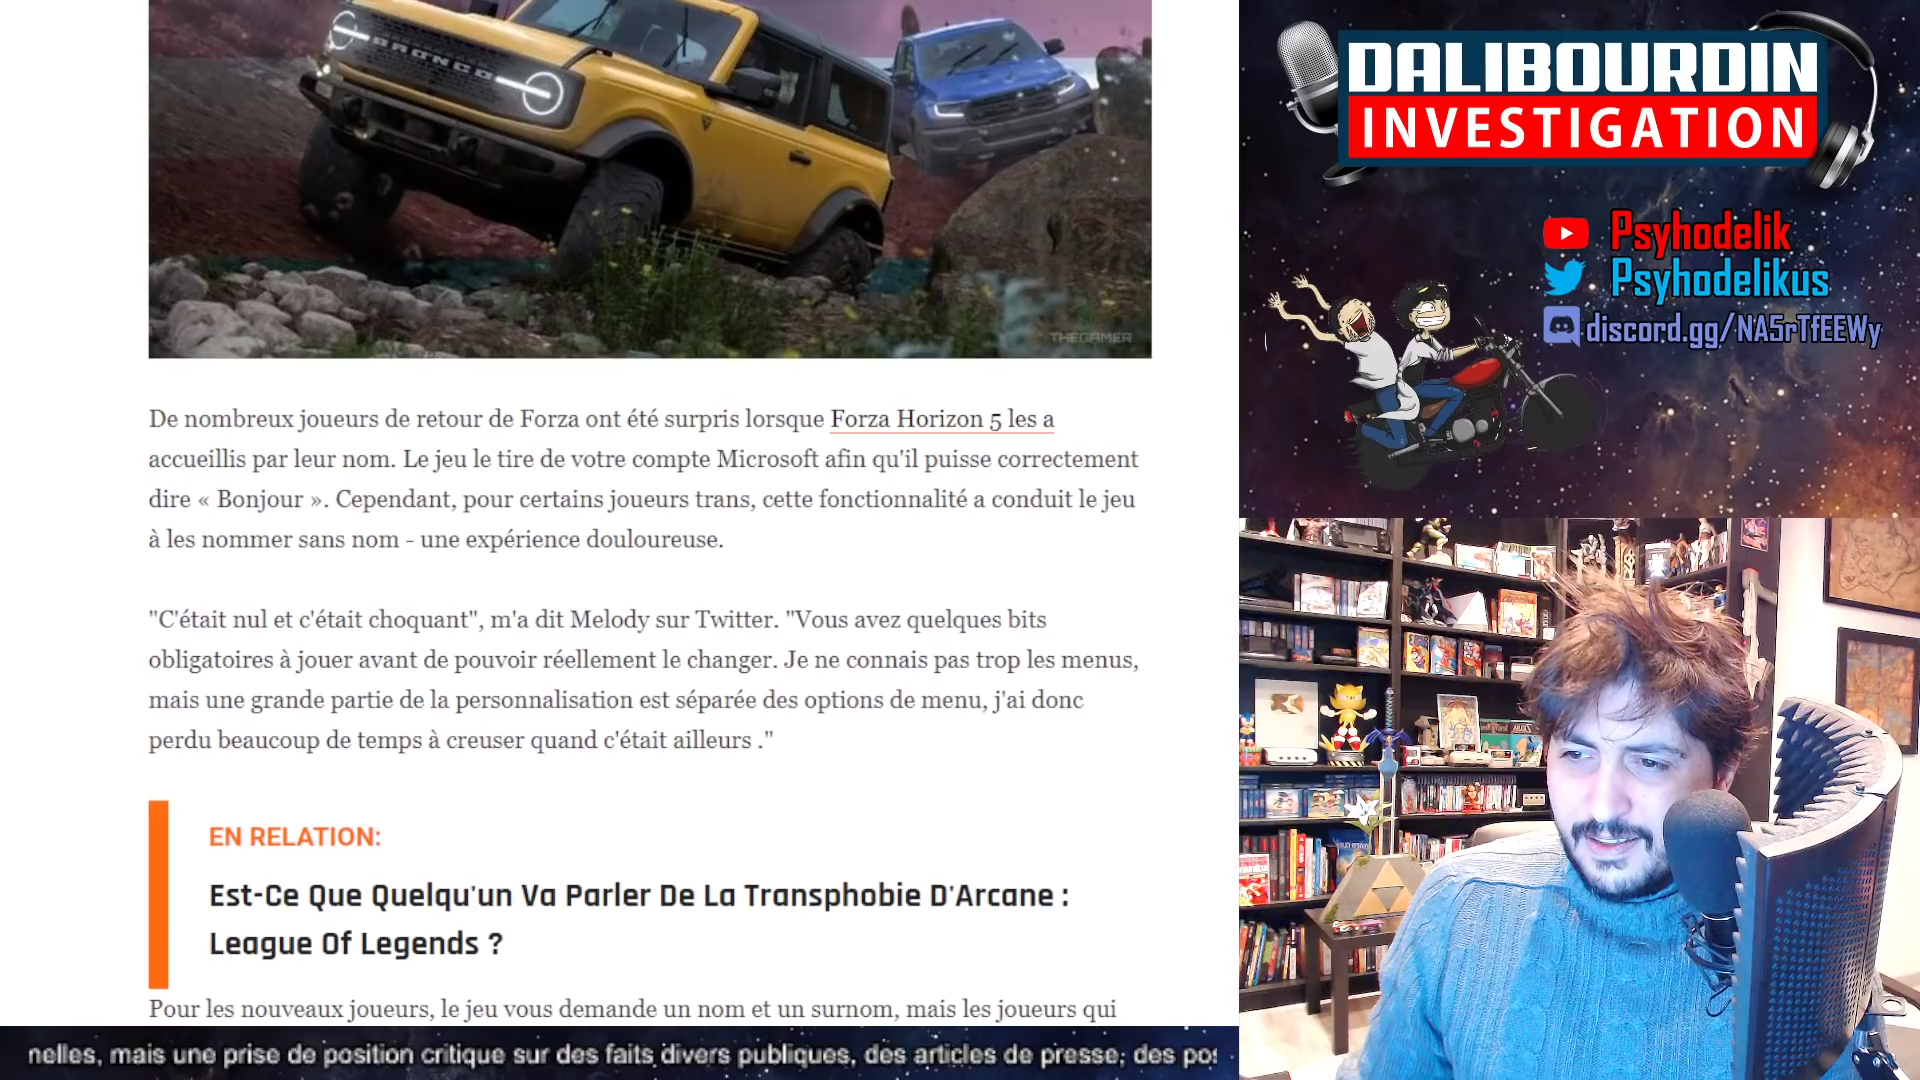 BRONCO
THEGAMER
De nombreux joueurs de retour de Forza ont été surpris lorsque Forza Horizon 5 les a
accueillis par leur nom. Le jeu le tire de votre compte Microsoft afin qu'il puisse correctement
dire « Bonjour ». Cependant, pour certains joueurs trans, cette fonctionnalité a conduit le jeu
à les nommer sans nom - une expérience douloureuse.
"C'était nul et c'était choquant", m'a dit Melody sur Twitter. "Vous avez quelques bits
obligatoires à jouer avant de pouvoir réellement le changer. Je ne connais pas trop les menus,
mais une grande partie de la personnalisation est séparée des options de menu, j'ai donc
perdu beaucoup de temps à creuser quand c'était ailleurs ."
EN RELATION:
Est-Ce Que Quelqu'un Va Parler De La Transphobie D'Arcane :
League Of Legends ?
Pour les nouveaux joueurs, le jeu vous demande un nom et un surnom, mais les joueurs qui
nelles, mais une prise de position critique sur des faits divers publiques, des articles de presse, des pos
DALIBOURDIN
INVESTIGATION
Psyhodelik
Psyhodelikus
discord.gg/NA5rTfEEWy